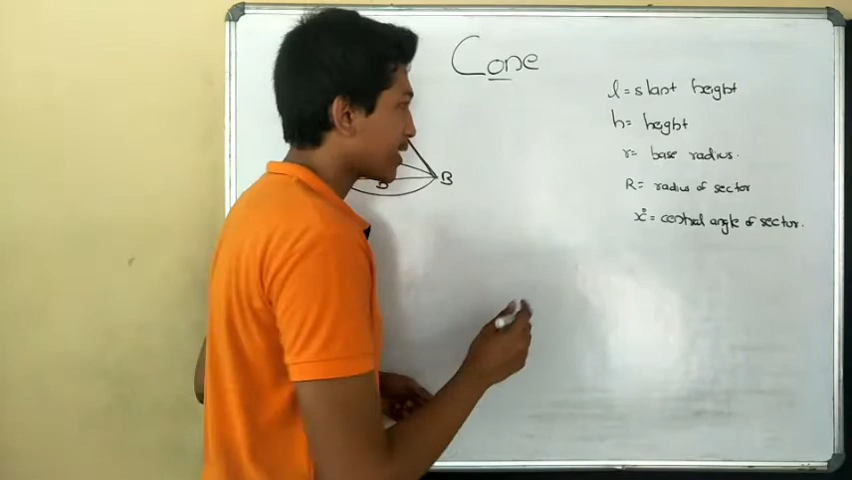 Cone
l = slant height
h = height
r = base radius.
R = radius of sector
x° = central angle of sector.
B